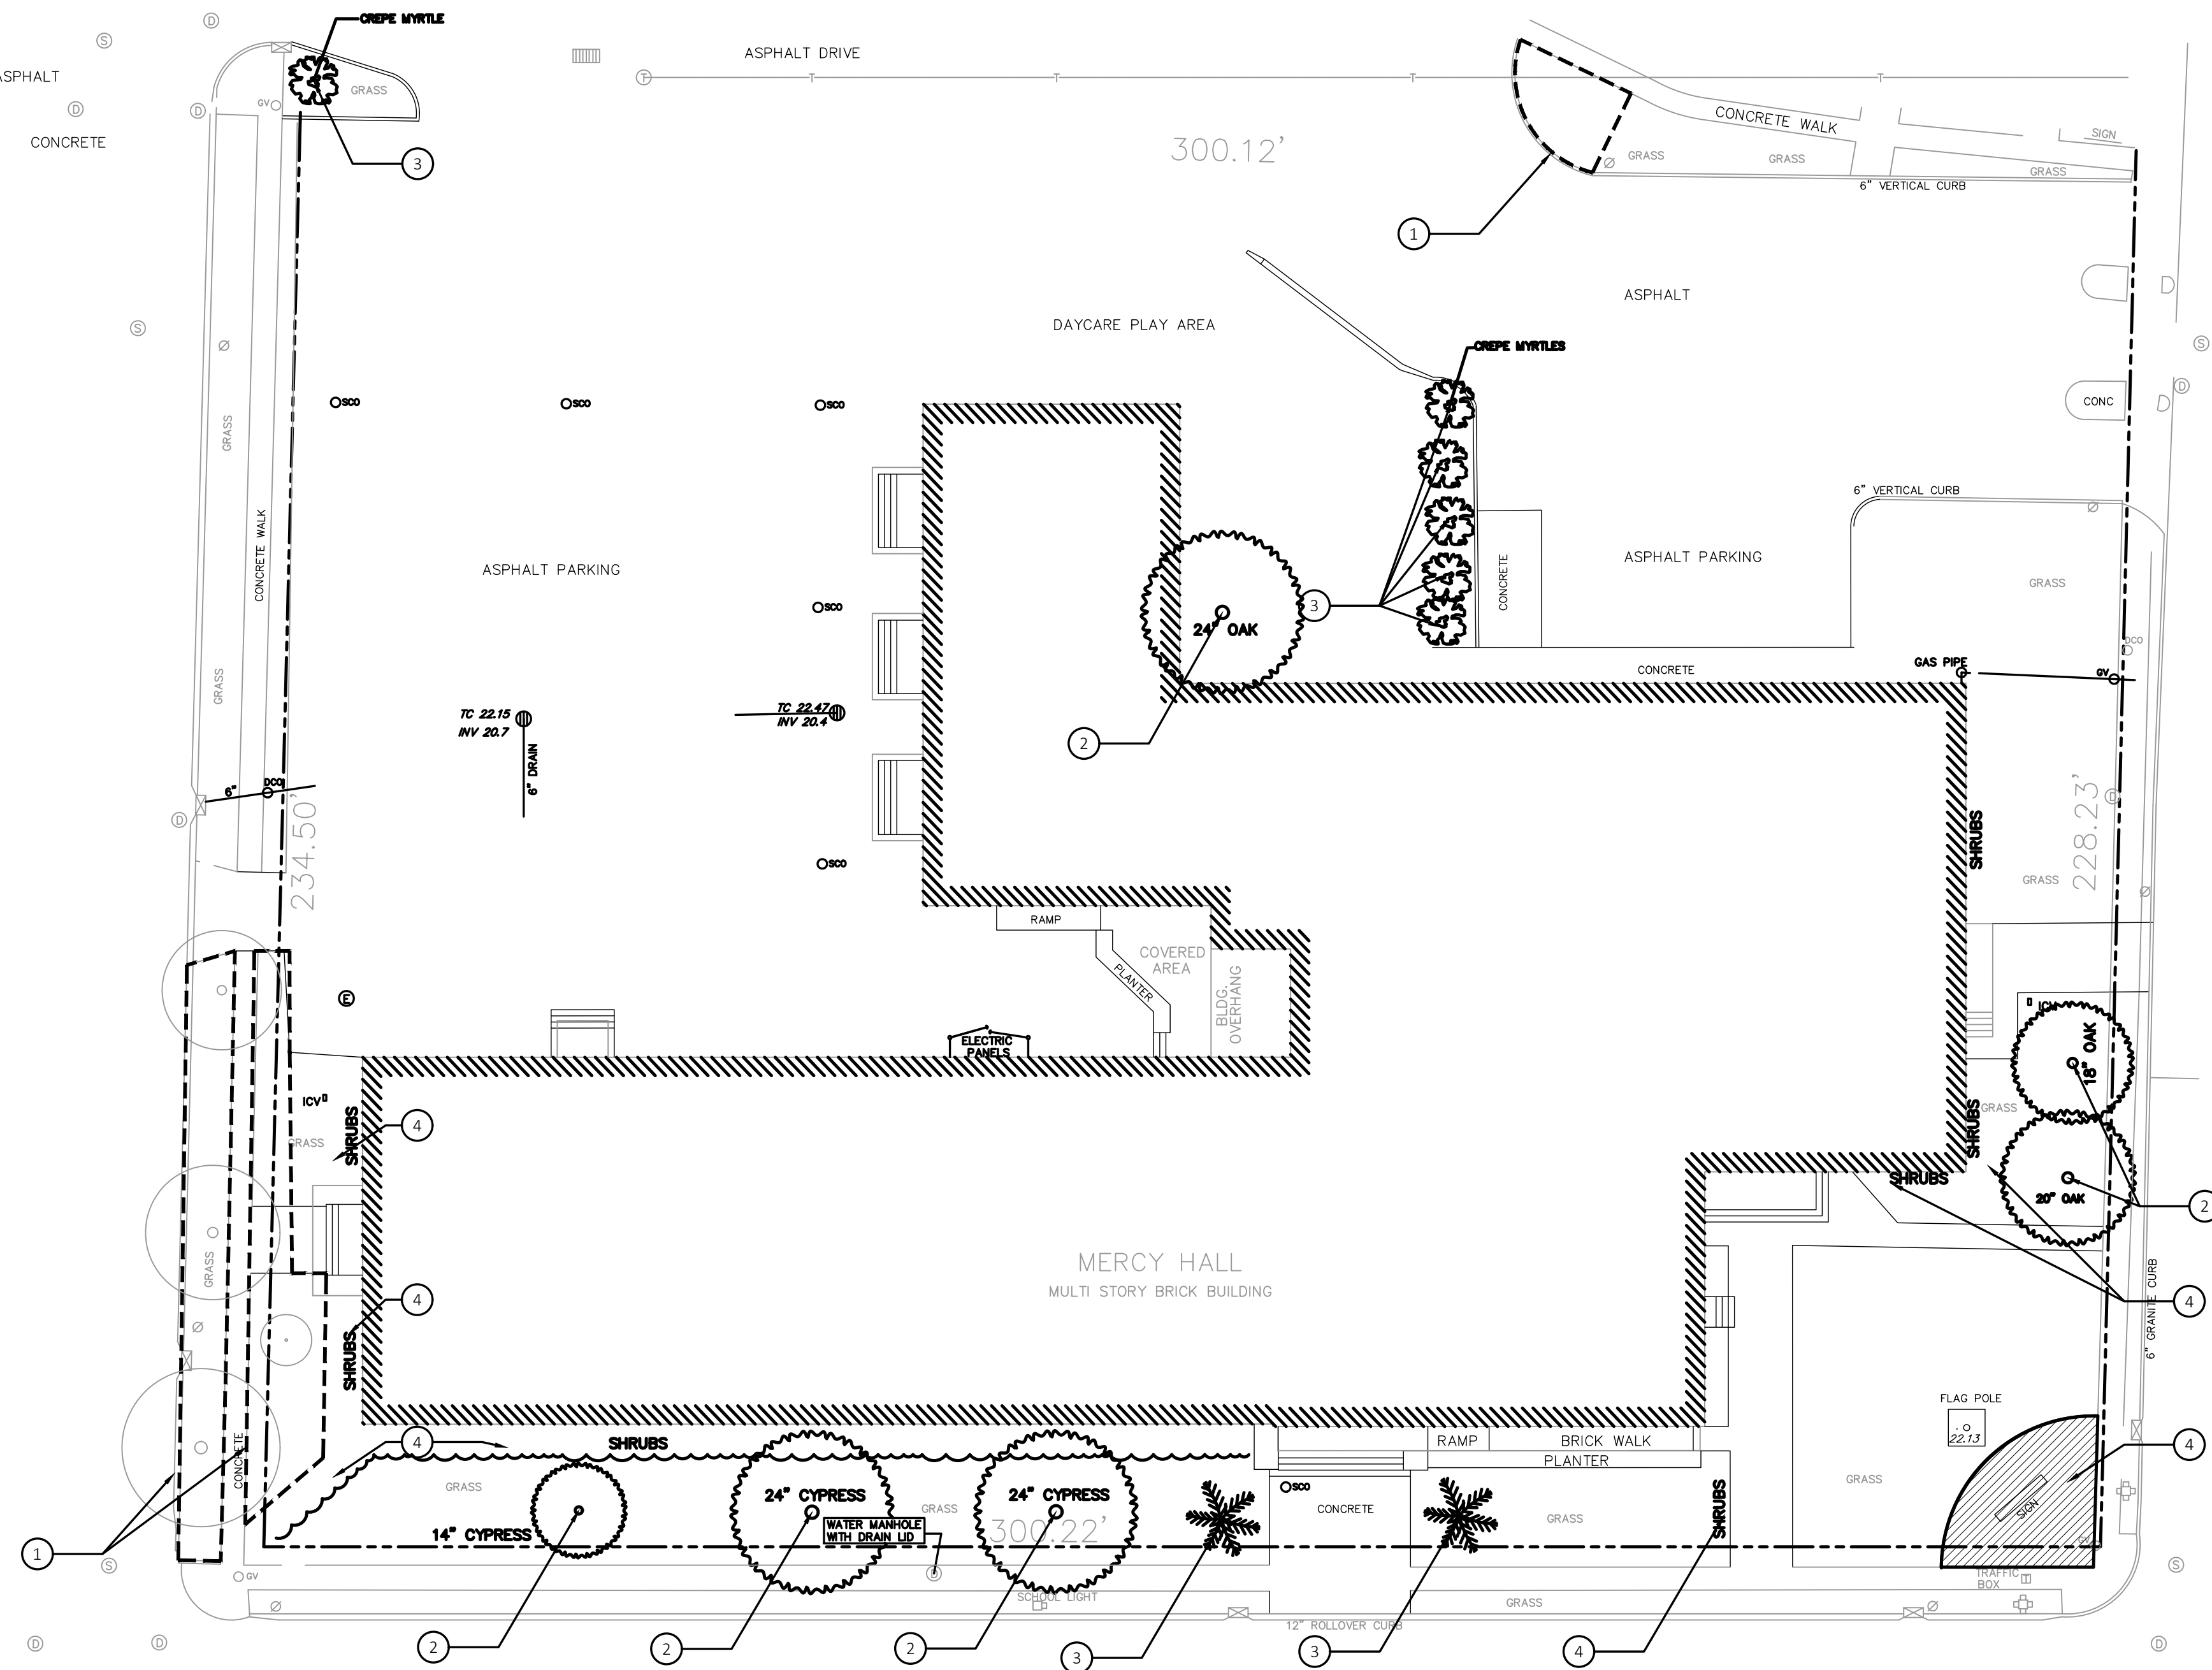 CREPE MYRTLE
D
S
ASPHALT DRIVE
ASPHALT
T
T
T
T
T
GRASS
GV
D
D
CONCRETE WALK
CONCRETE
SIGN
300.12'
GRASS
GRASS
GRASS
3
6" VERTICAL CURB
1
ASPHALT
DAYCARE PLAY AREA
S
S
CREPE MYRTLES
D
SCO
SCO
SCO
CONC
GRASS
6" VERTICAL CURB
CONCRETE WALK
ASPHALT PARKING
ASPHALT PARKING
CONCRETE
GRASS
SCO
3
24" OAK
DCO
GRASS
CONCRETE
GAS PIPE
GV
TC 22.15
INV 20.7
TC 22.47
INV 20.4
2
6" DRAIN
6"
DCO
D
234.50'
228.23'
D
SHRUBS
SCO
GRASS
RAMP
COVERED
AREA
PLANTER
BLDG.
OVERHANG
E
ICV
18" OAK
ELECTRIC
PANELS
ICV
SHRUBS
4
GRASS
GRASS
SHRUBS
SHRUBS
20" OAK
2
GRASS
MERCY HALL
MULTI STORY BRICK BUILDING
4
4
SHRUBS
6" GRANITE CURB
FLAG POLE
22.13
CONCRETE
4
SHRUBS
RAMP
BRICK WALK
PLANTER
4
GRASS
24" CYPRESS
24" CYPRESS
GRASS
SCO
CONCRETE
GRASS
SHRUBS
GRASS
SIGN
14" CYPRESS
WATER MANHOLE
WITH DRAIN LID
300.22'
GV
1
S
GV
D
S
TRAFFIC
BOX
T
SCHOOL LIGHT
GRASS
12" ROLLOVER CURB
D
D
2
2
2
3
3
4
D